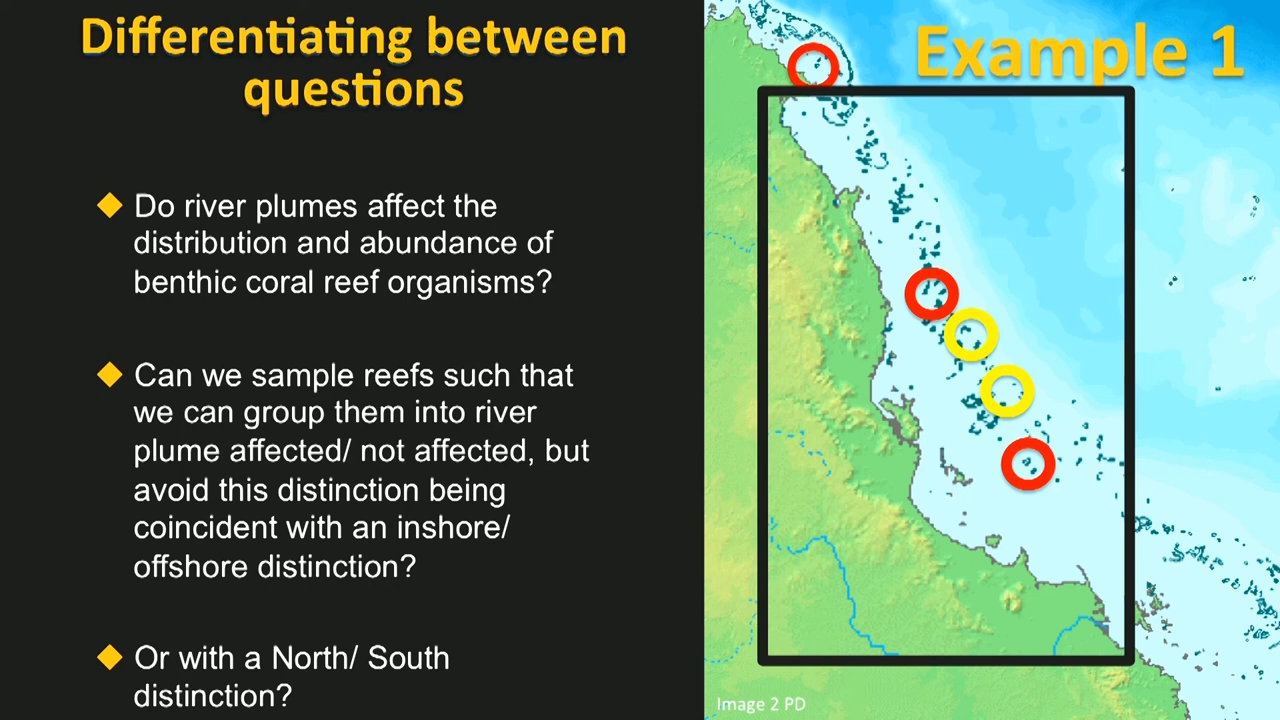 Differentiating between
questions
Example 1
Do river plumes affect the
distribution and abundance of
benthic coral reef organisms?
Can we sample reefs such that
we can group them into river
plume affected/ not affected, but
avoid this distinction being
coincident with an inshore/
offshore distinction?
Or with a North/ South
distinction?
Image 2 PD